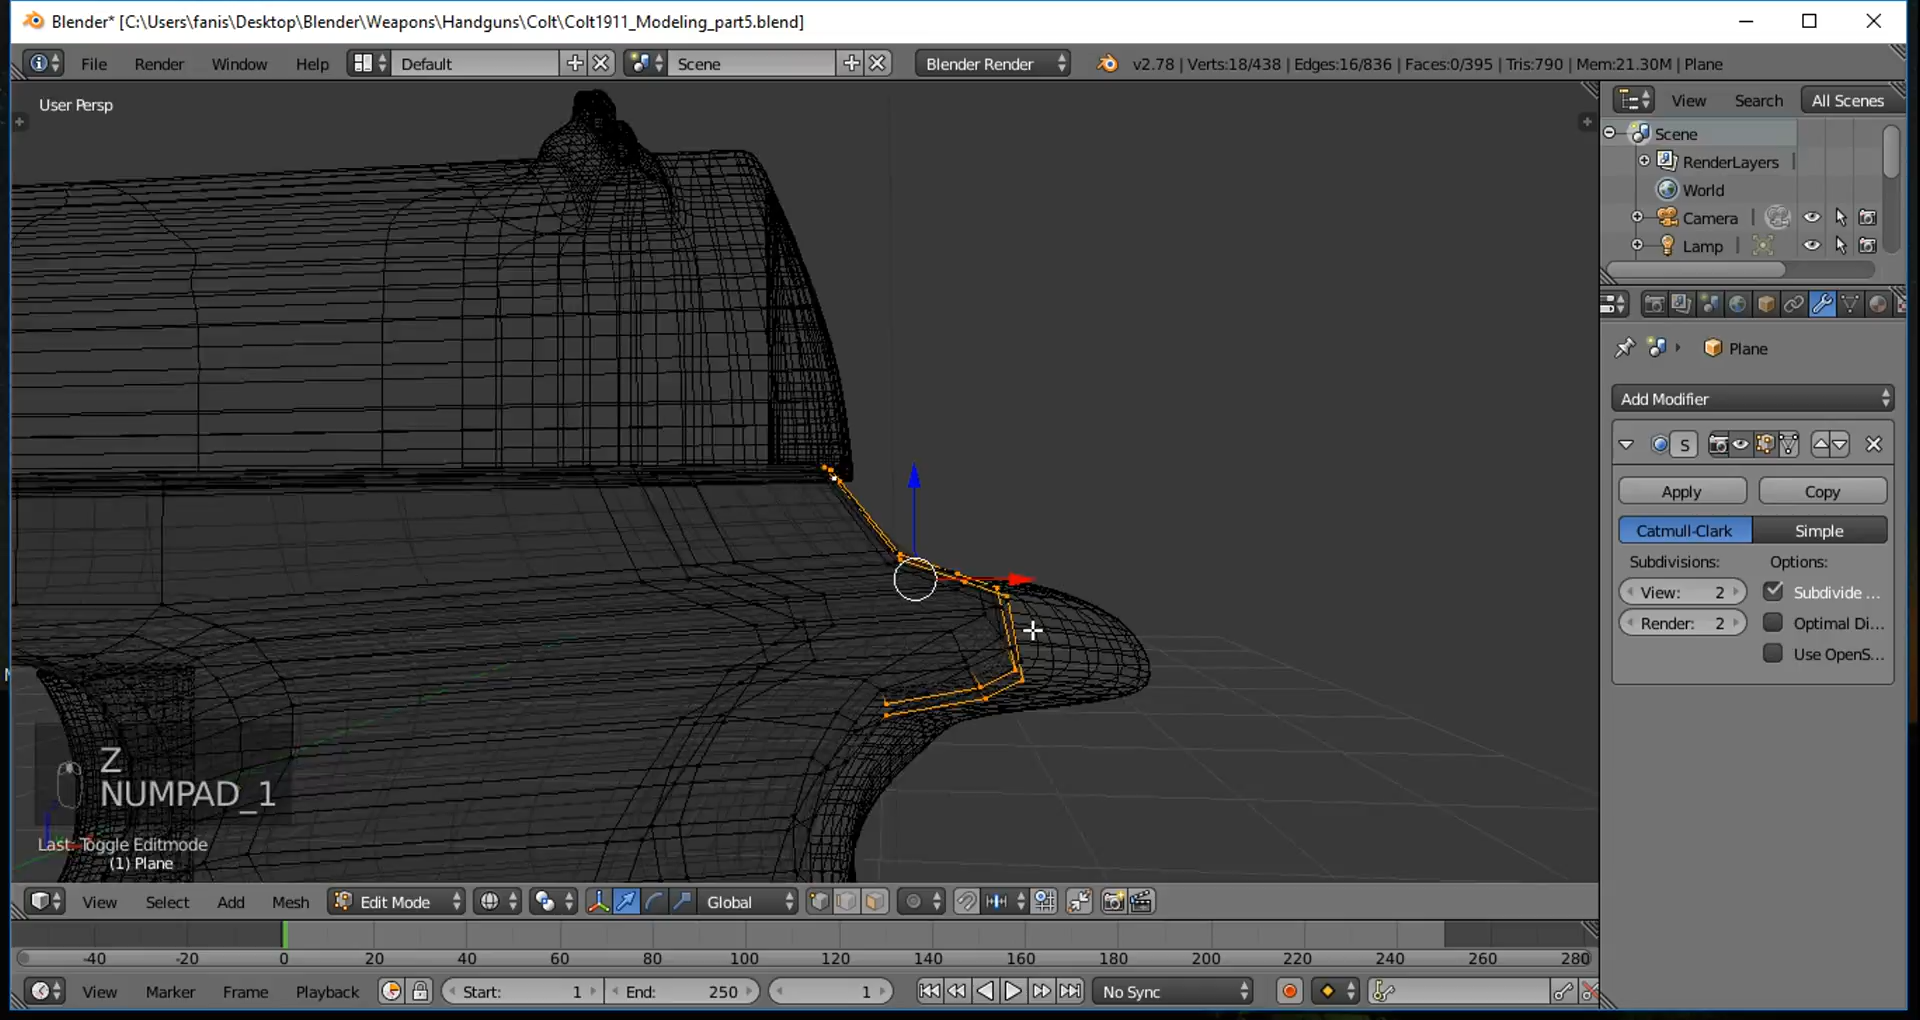 Blender* [C:\Users\fanis\Desktop\Blender\Weapons\Handguns\Colt\Colt1911_Modeling_part5.blend]
File Render Window Help Default Scene Blender Render v2.78 | Verts:18/438 | Edges:16/836 | Faces:0/395 | Tris:790 | Mem:21.30M | Plane
User Persp
View Search All Scenes
Scene
RenderLayers
World
Camera
Lamp
Plane
Add Modifier
S
Apply Copy
Catmull-Clark Simple
Subdivisions: Options:
View: 2 Subdivide ...
Render: 2 Optimal Di...
Use OpenS...
Z
NUMPAD_1
Last: Toggle Editmode
(1) Plane
View Select Add Mesh Edit Mode Global
-40 -20 0 20 40 60 80 100 120 140 160 180 200 220 240 260 280
View Marker Frame Playback Start: 1 End: 250 1 No Sync